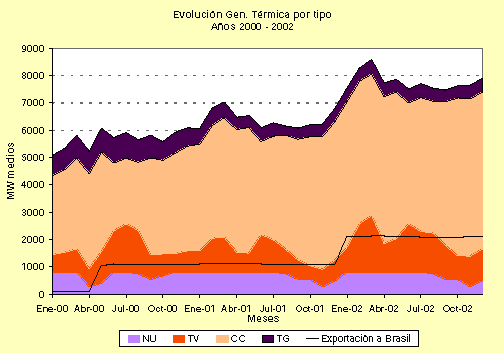 Evolución Gen. Térmica por tipo
Años 2000 - 2002
MW medios
9000
8000
7000
6000
5000
4000
3000
2000
1000
0
Ene-00 Abr-00 Jul-00 Oct-00 Ene-01 Abr-01 Jul-01 Oct-01 Ene-02 Abr-02 Jul-02 Oct-02
Meses
NU TV CC TG Exportación a Brasil